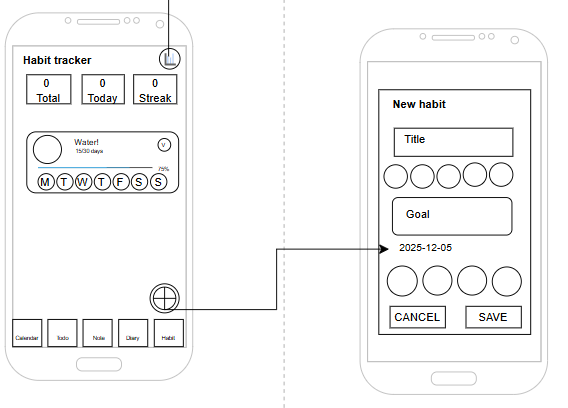 Habit tracker
0 0 0
Total Today Streak
Water!
15/30 days
V
75%
M T W T F S S
Calendar Todo Note Diary Habit
New habit
Title
Goal
2025-12-05
CANCEL SAVE